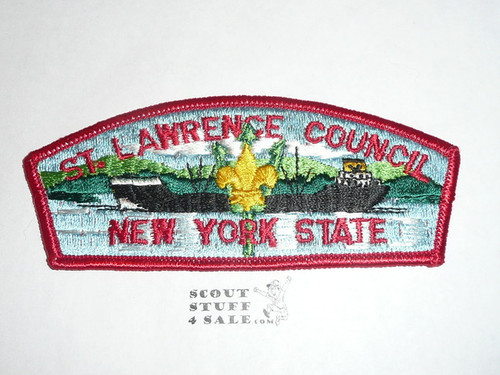 ST. LAWRENCE COUNCIL
NEW YORK STATE
SCOUT
STUFF
4 SALE.COM